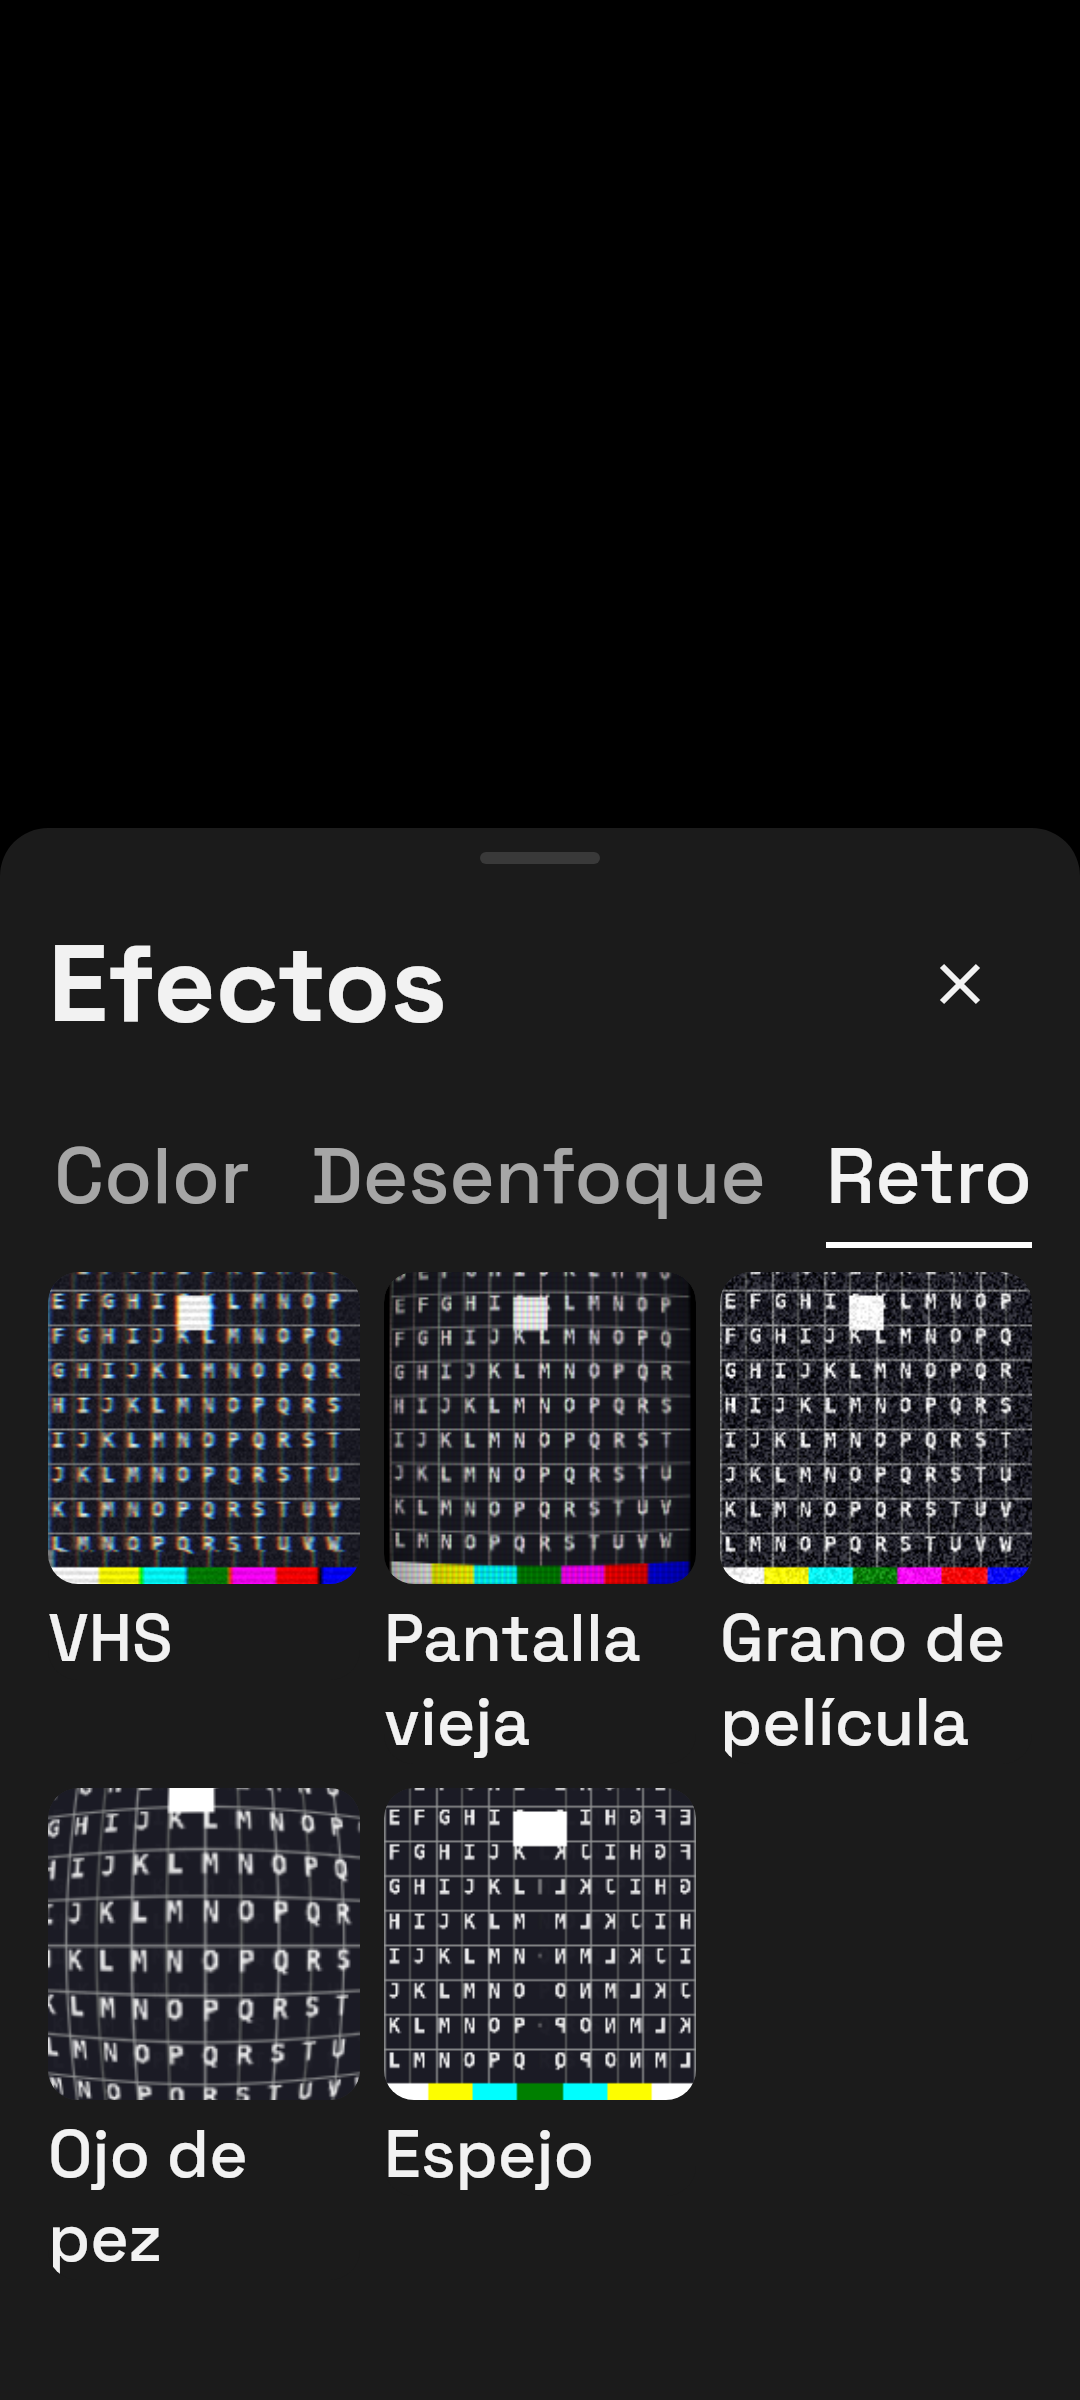 Efectos
Color Desenfoque Retro
E F G H I L M N O P
F G H I J K L M N O P Q
G H I J K L M N O P Q R
H I J K L M N O P Q R S
I J K L M N O P Q R S T
J K L M N O P Q R S T U
K L M N O P Q R S T U V
L M N O P Q R S T U V W
E F G H I L M N O P
F G H I J K L M N O P Q
G H I J K L M N O P Q R
H I J K L M N O P Q R S
I J K L M N O P Q R S T
J K L M N O P Q R S T U
K L M N O P Q R S T U V
L M N O P Q R S T U V W
E F G H I L M N O P
F G H I J K L M N O P Q
G H I J K L M N O P Q R
H I J K L M N O P Q R S
I J K L M N O P Q R S T
J K L M N O P Q R S T U
K L M N O P Q R S T U V
L M N O P Q R S T U V W
VHS
Pantalla
vieja
Grano de
película
G H I J K L M N O P
H I J K L M N O P Q
J K L M N O P Q R
K L M N O P Q R S
K L M N O P Q R S T
L M N O P Q R S T U
M N O P Q R S T U V
E F G H I I H G F E
F G H I J K K J I H G F
G H I J K L L K J I H G
H I J K L M M L K J I H
I J K L M N N M L K J I
J K L M N O O N M L K J
K L M N O P P O N M L K
L M N O P Q Q P O N M L
Ojo de
pez
Espejo